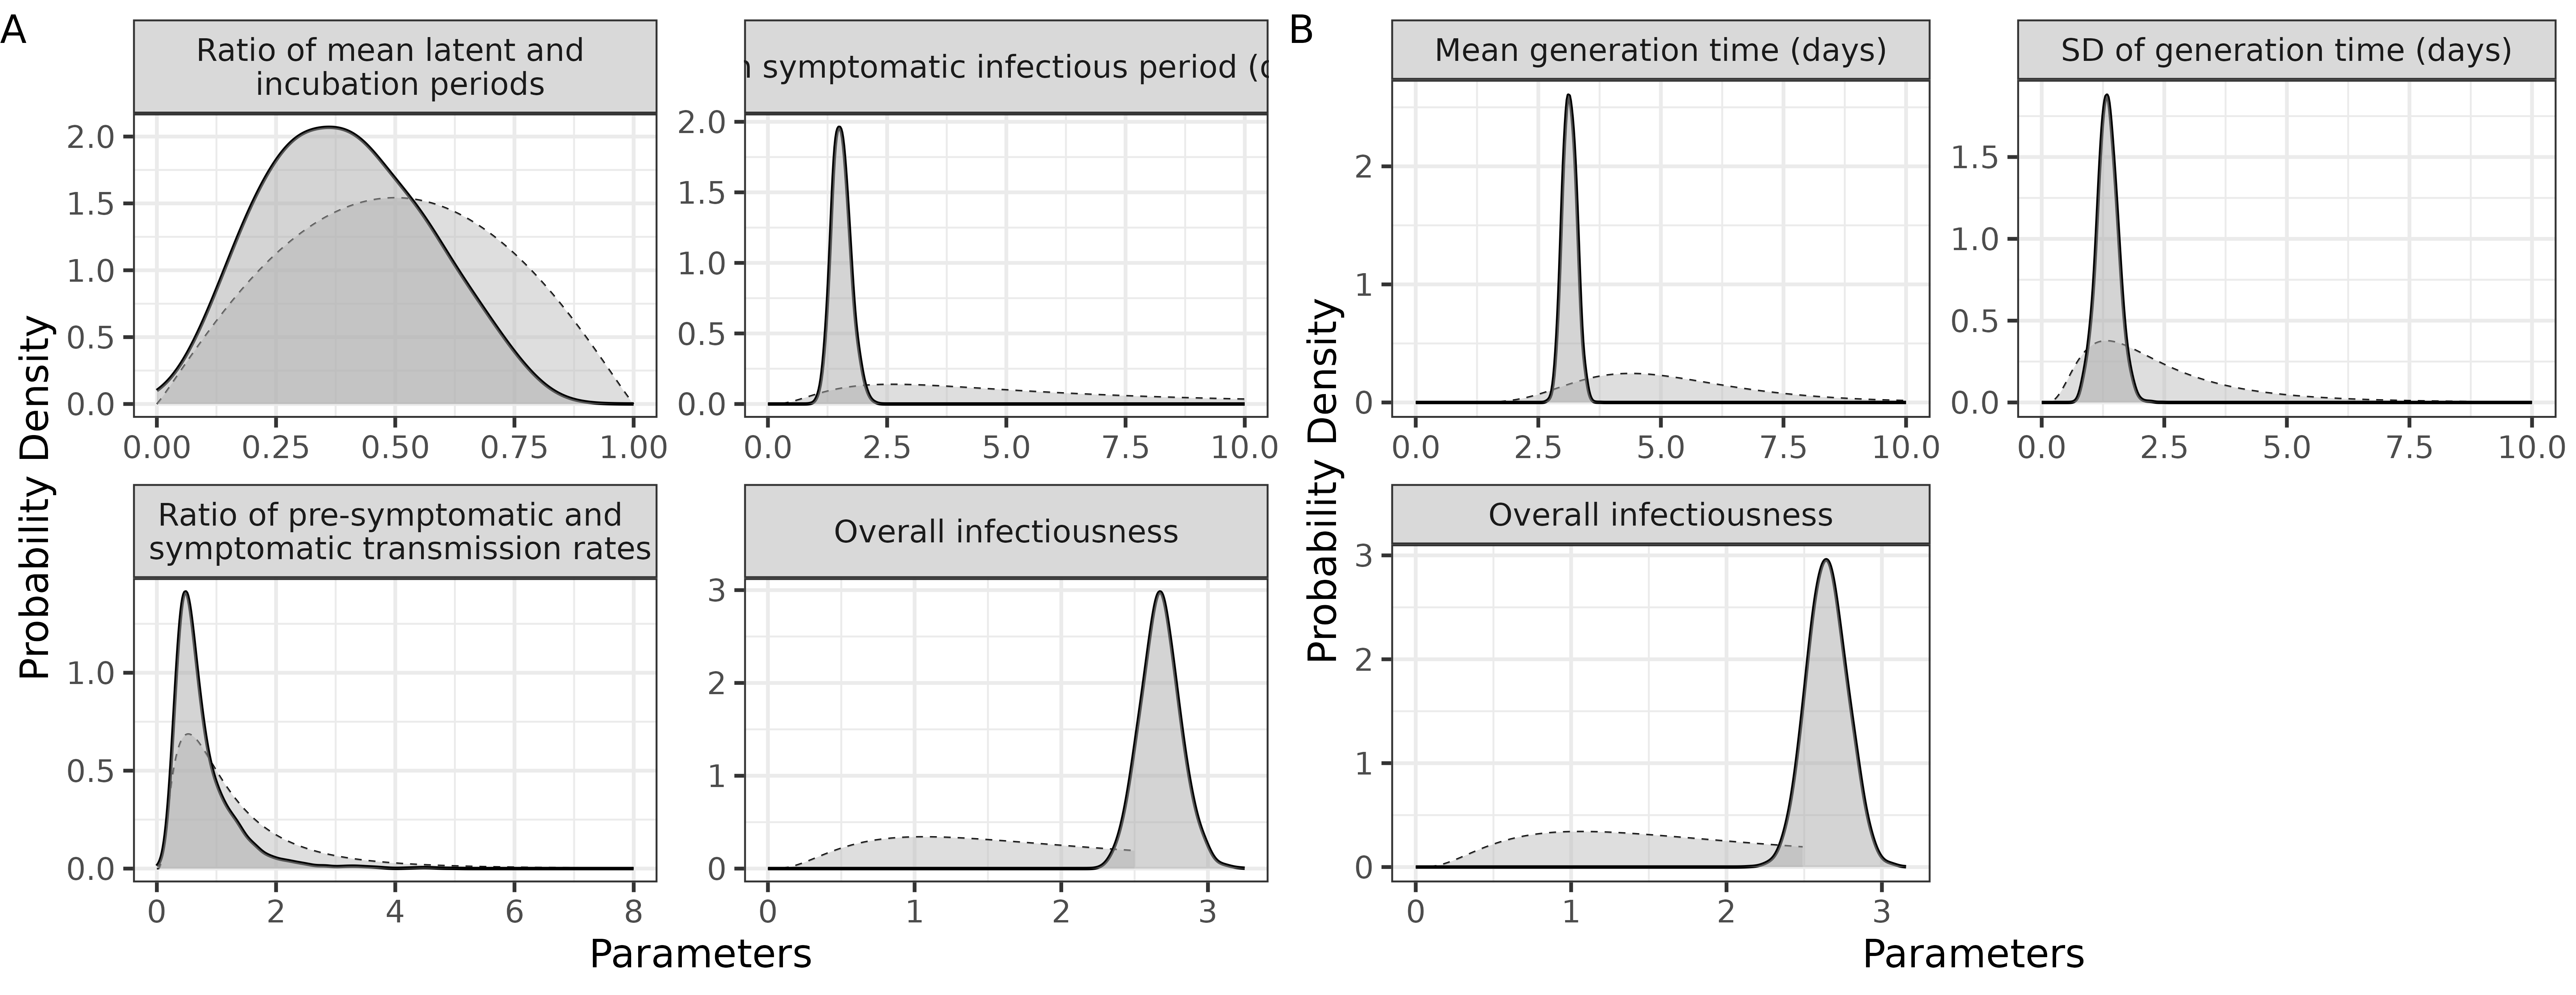 A
Ratio of mean latent and
incubation periods
symptomatic infectious period
2.0
1.5
1.0
0.5
0.0
0.00 0.25 0.50 0.75 1.00
2.0
1.5
1.0
0.5
0.0
0.0 2.5 5.0 7.5 10.0
Probability Density
Ratio of pre-symptomatic and
symptomatic transmission rates
Overall infectiousness
1.0
0.5
0.0
0 2 4 6 8
3
2
1
0
0 1 2 3
Parameters
B
Mean generation time (days)
SD of generation time (days)
2
1
0
0.0 2.5 5.0 7.5 10.0
1.5
1.0
0.5
0.0
0.0 2.5 5.0 7.5 10.0
Probability Density
Overall infectiousness
3
2
1
0
0 1 2 3
Parameters